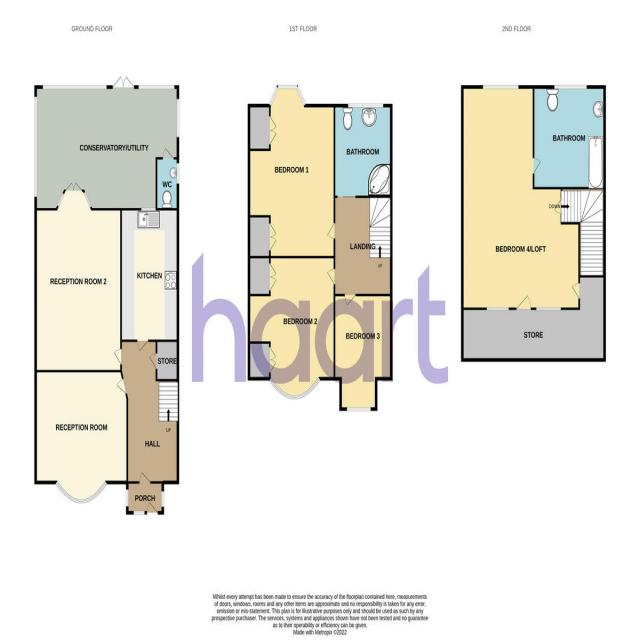 GROUND FLOOR
1ST FLOOR
2ND FLOOR
CONSERVATORY/UTILITY
WC
KITCHEN
RECEPTION ROOM 2
STORE
RECEPTION ROOM
UP
HALL
PORCH
BATHROOM
BEDROOM 1
LANDING
UP
BEDROOM 2
BEDROOM 3
BATHROOM
DOWN
BEDROOM 4/LOFT
STORE
haart
Whilst every attempt has been made to ensure the accuracy of the floorplan contained here, measurements
of doors, windows, rooms and any other items are approximate and no responsibility is taken for any error,
omission or mis-statement. This plan is for illustrative purposes only and should be used as such by any
prospective purchaser. The services, systems and appliances shown have not been tested and no guarantee
as to their operability or efficiency can be given.
Made with Metropix ©2022